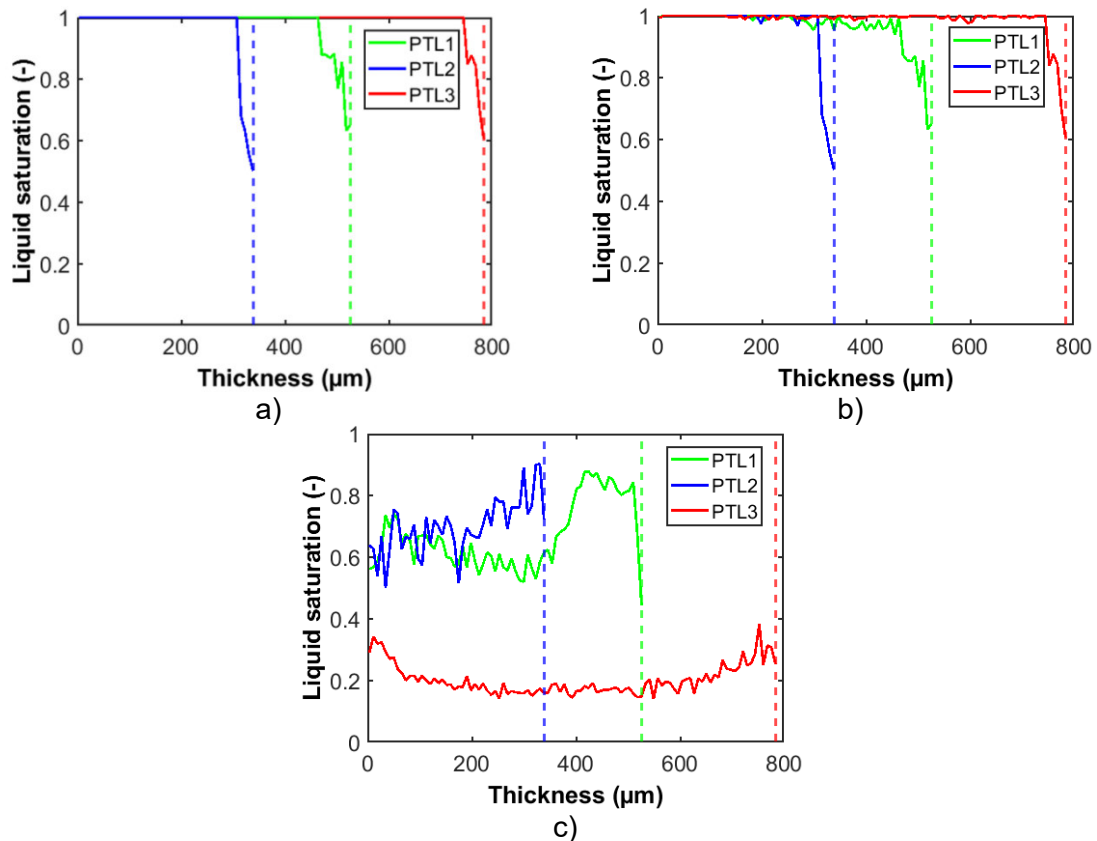 Liquid saturation (-)
1
0.8
0.6
0.4
0.2
0
0
200
400
600
800
Thickness (µm)
PTL1
PTL2
PTL3
a)
Liquid saturation (-)
1
0.8
0.6
0.4
0.2
0
0
200
400
600
800
Thickness (µm)
PTL1
PTL2
PTL3
b)
Liquid saturation (-)
1
0.8
0.6
0.4
0.2
0
0
200
400
600
800
Thickness (µm)
PTL1
PTL2
PTL3
c)